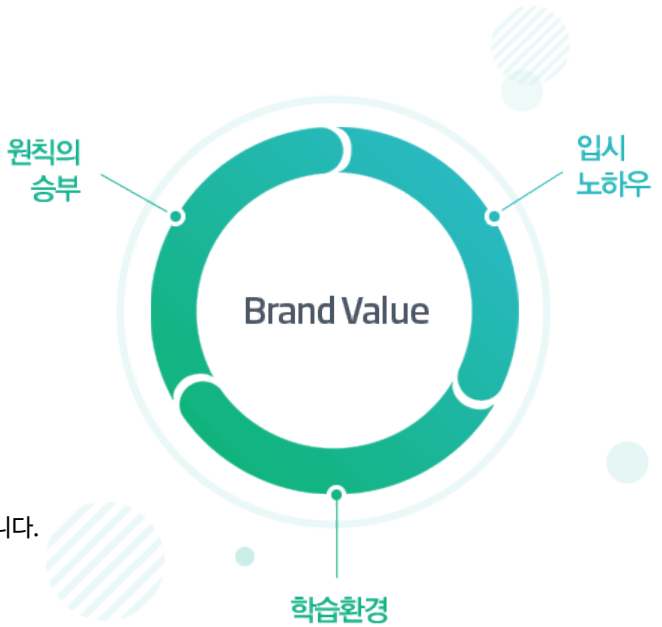 원칙의
승부
입시
노하우
Brand Value
니다.
학습환경